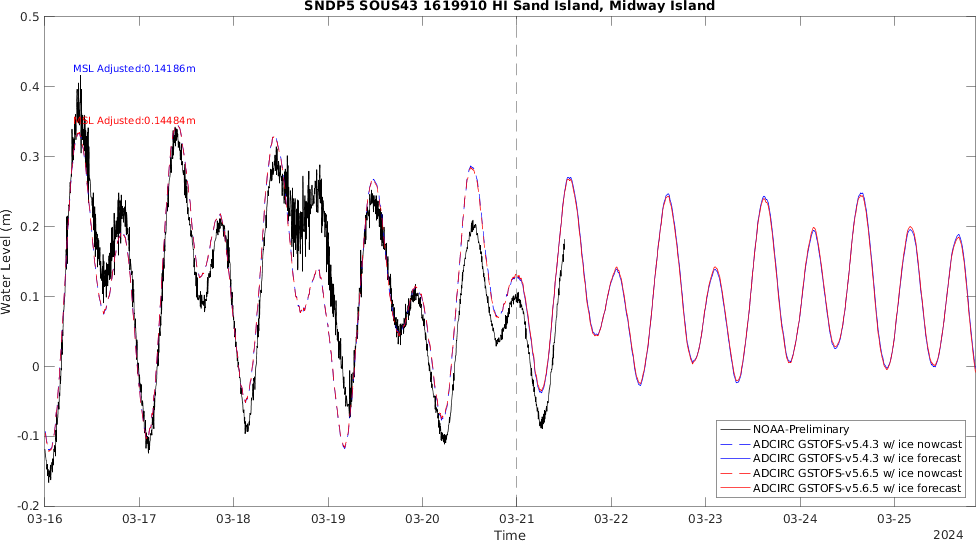 SNDP5 SOUS43 1619910 HI Sand Island, Midway Island
0.5
0.4
0.3
0.2
0.1
0
-0.1
-0.2
Water Level (m)
MSL Adjusted:0.14186m
MSL Adjusted:0.14484m
NOAA-Preliminary
ADCIRC GSTOFS-v5.4.3 w/ ice nowcast
ADCIRC GSTOFS-v5.4.3 w/ ice forecast
ADCIRC GSTOFS-v5.6.5 w/ ice nowcast
ADCIRC GSTOFS-v5.6.5 w/ ice forecast
03-16 03-17 03-18 03-19 03-20 03-21 03-22 03-23 03-24 03-25
Time
2024